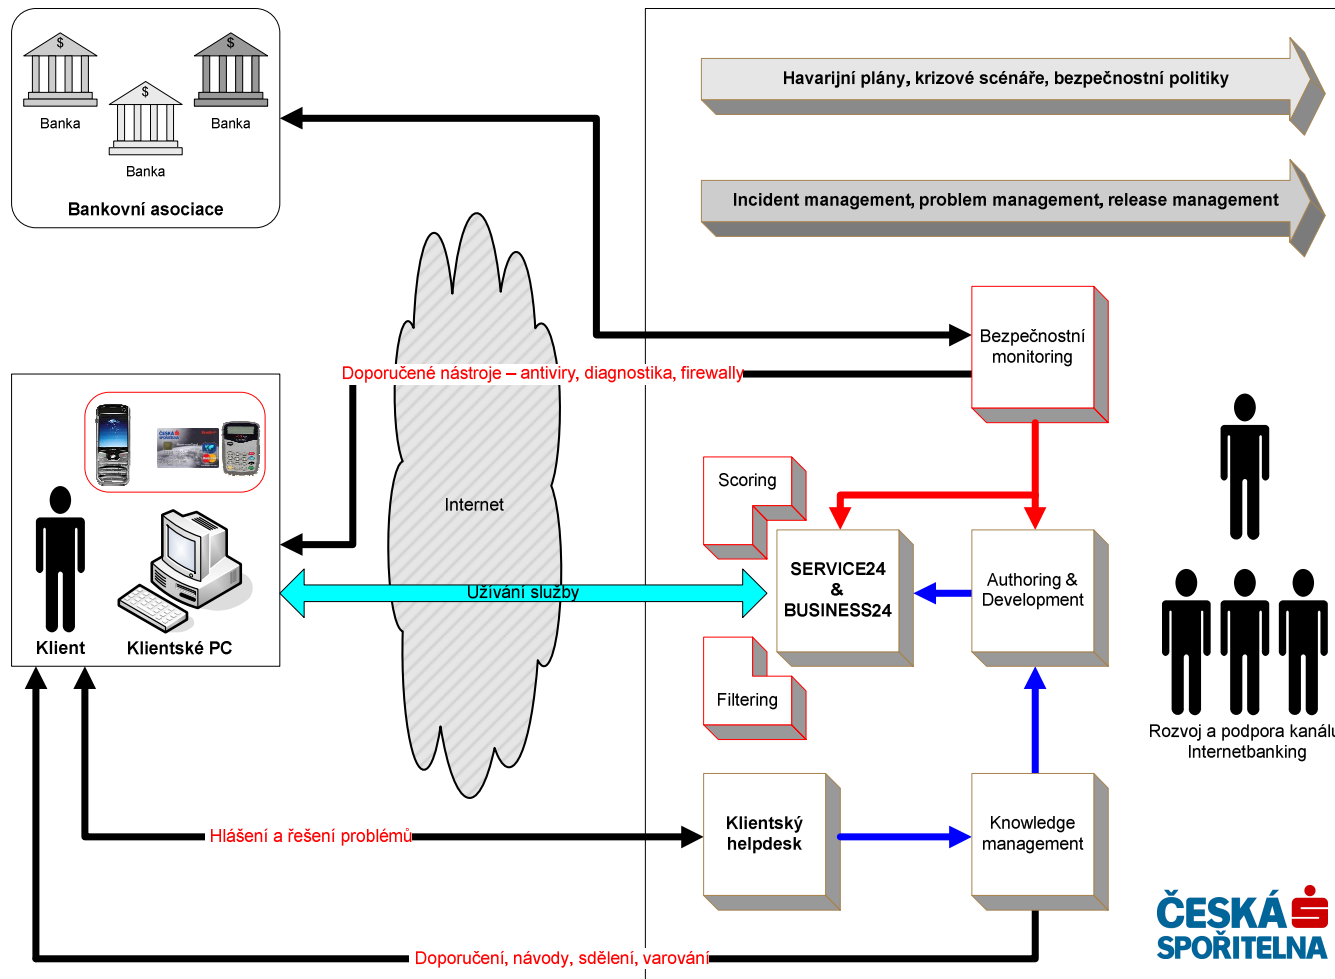 $
$
$
Banka
Banka
Banka
Bankovní asociace
Havarijní plány, krizové scénáře, bezpečnostní politiky
Incident management, problem management, release management
Bezpečnostní
monitoring
Doporučené nástroje – antiviry, diagnostika, firewally
ČESKÁ
SPOŘITELNA
Scoring
Internet
SERVICE24
&
BUSINESS24
Authoring &
Development
Užívání služby
Klient
Klientské PC
Filtering
Rozvoj a podpora kanálu
Internetbanking
Hlášení a řešení problémů
Klientský
helpdesk
Knowledge
management
Doporučení, návody, sdělení, varování
ČESKÁ
SPOŘITELNA